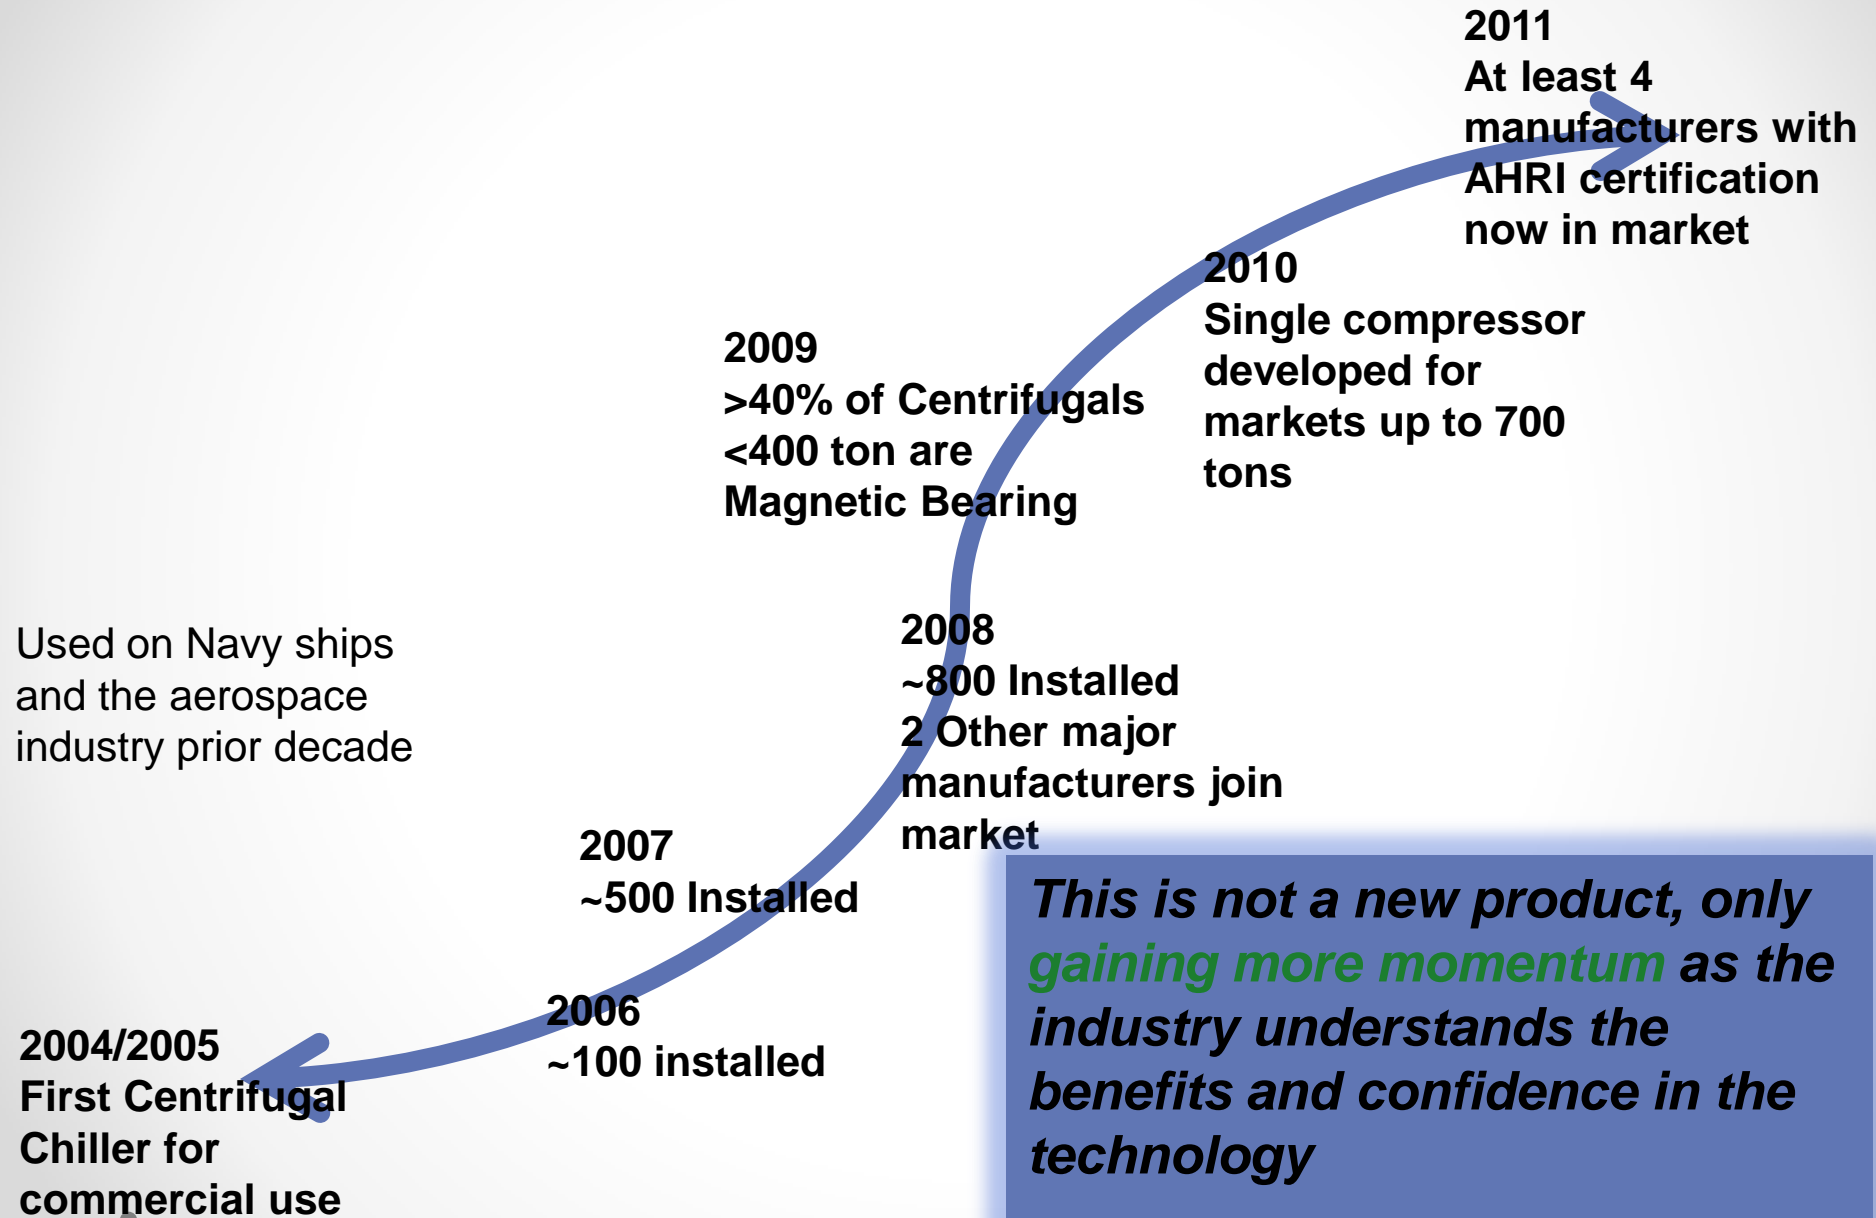 2011
At least 4
manufacturers with
AHRI certification
now in market
2010
Single compressor
developed for
markets up to 700
tons
2009
>40% of Centrifugals
<400 ton are
Magnetic Bearing
2008
~800 Installed
2 Other major
manufacturers join
market
Used on Navy ships
and the aerospace
industry prior decade
2007
~500 Installed
2006
~100 installed
2004/2005
First Centrifugal
Chiller for
commercial use
This is not a new product, only
gaining more momentum as the
industry understands the
benefits and confidence in the
technology